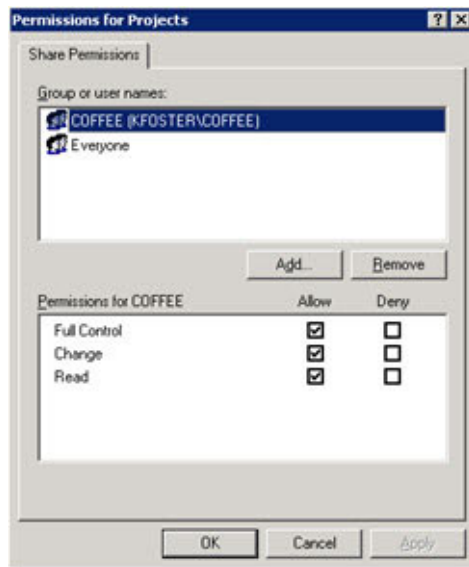 Permissions for Projects
Share Permissions
Group or user names:
COFFEE (KFOSTER\COFFEE)
Everyone
Add... Remove
Permissions for COFFEE Allow Deny
Full Control
Change
Read
OK Cancel Apply